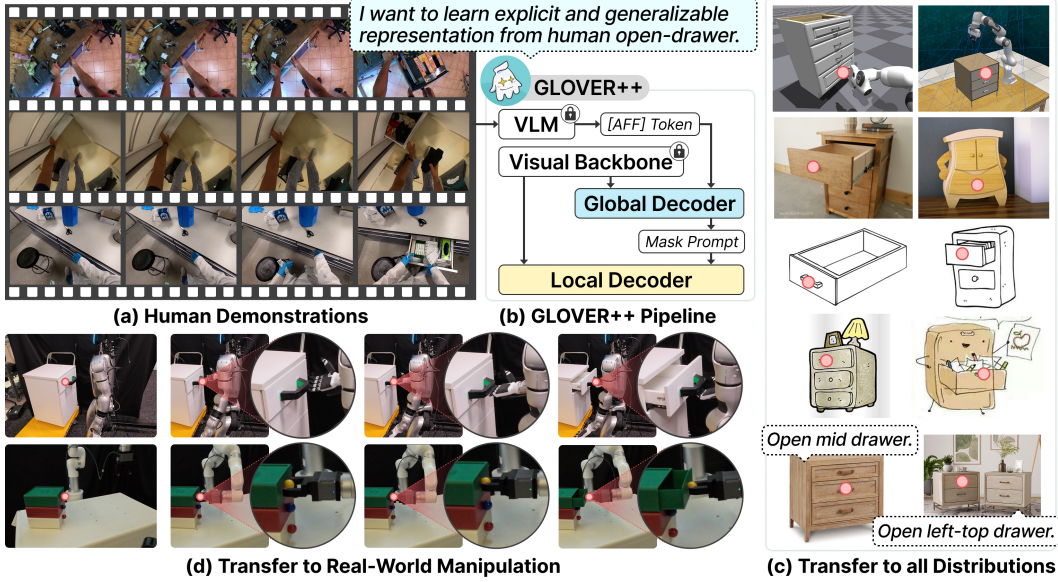 I want to learn explicit and generalizable
representation from human open-drawer.
GLOVER++
VLM
[AFF] Token
Visual Backbone
Global Decoder
Mask Prompt
Local Decoder
(a) Human Demonstrations
(b) GLOVER++ Pipeline
Open mid drawer.
Open left-top drawer.
(d) Transfer to Real-World Manipulation
(c) Transfer to all Distributions